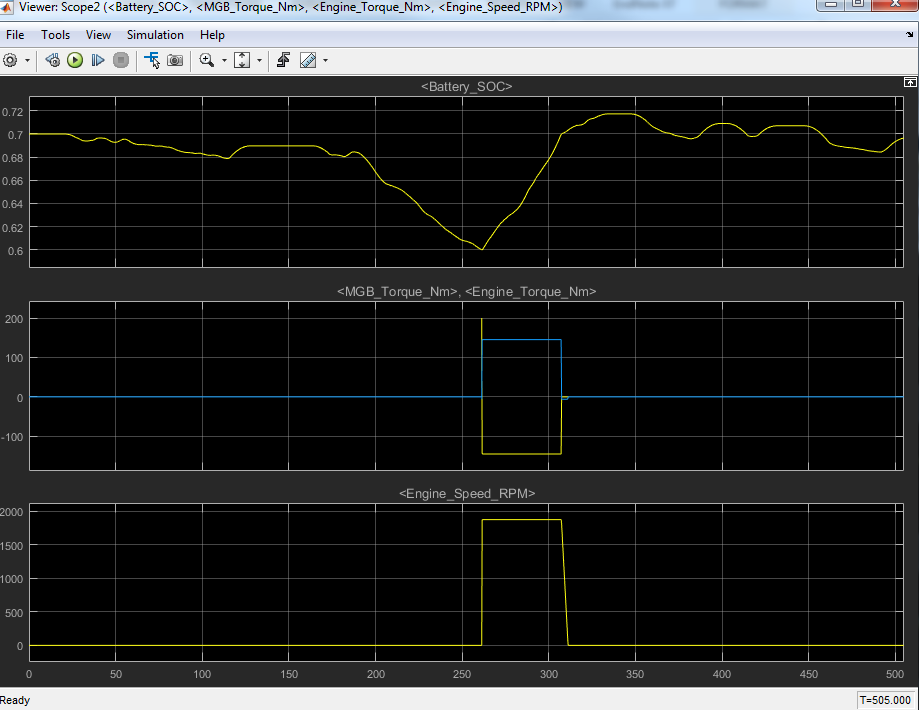 Viewer: Scope2 (<Battery_SOC>, <MGB_Torque_Nm>, <Engine_Torque_Nm>, <Engine_Speed_RPM>)
File Tools View Simulation Help
<Battery_SOC>
0.72
0.7
0.68
0.66
0.64
0.62
0.6
<MGB_Torque_Nm>, <Engine_Torque_Nm>
200
100
0
-100
<Engine_Speed_RPM>
2000
1500
1000
500
0
0 50 100 150 200 250 300 350 400 450 500
Ready T=505.000